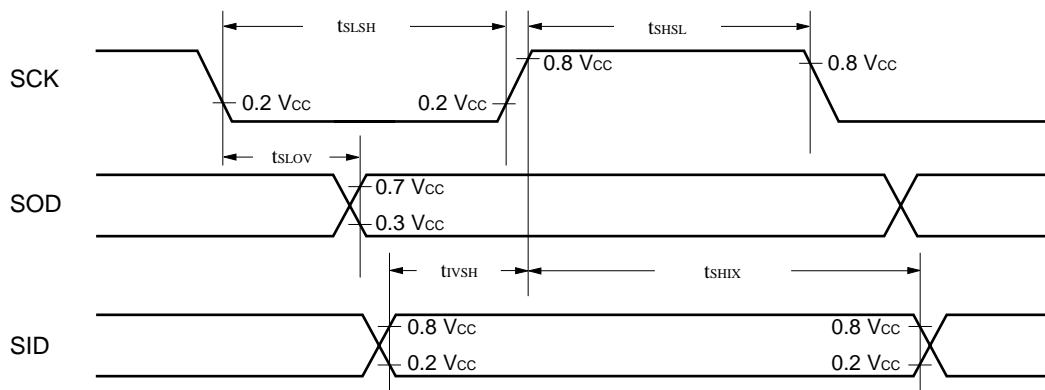 tSLSH
tSHSL
SCK
0.8 VCC
0.8 VCC
0.2 VCC
0.2 VCC
tSLOV
SOD
0.7 VCC
0.3 VCC
tIVSH
tSHIX
SID
0.8 VCC
0.8 VCC
0.2 VCC
0.2 VCC